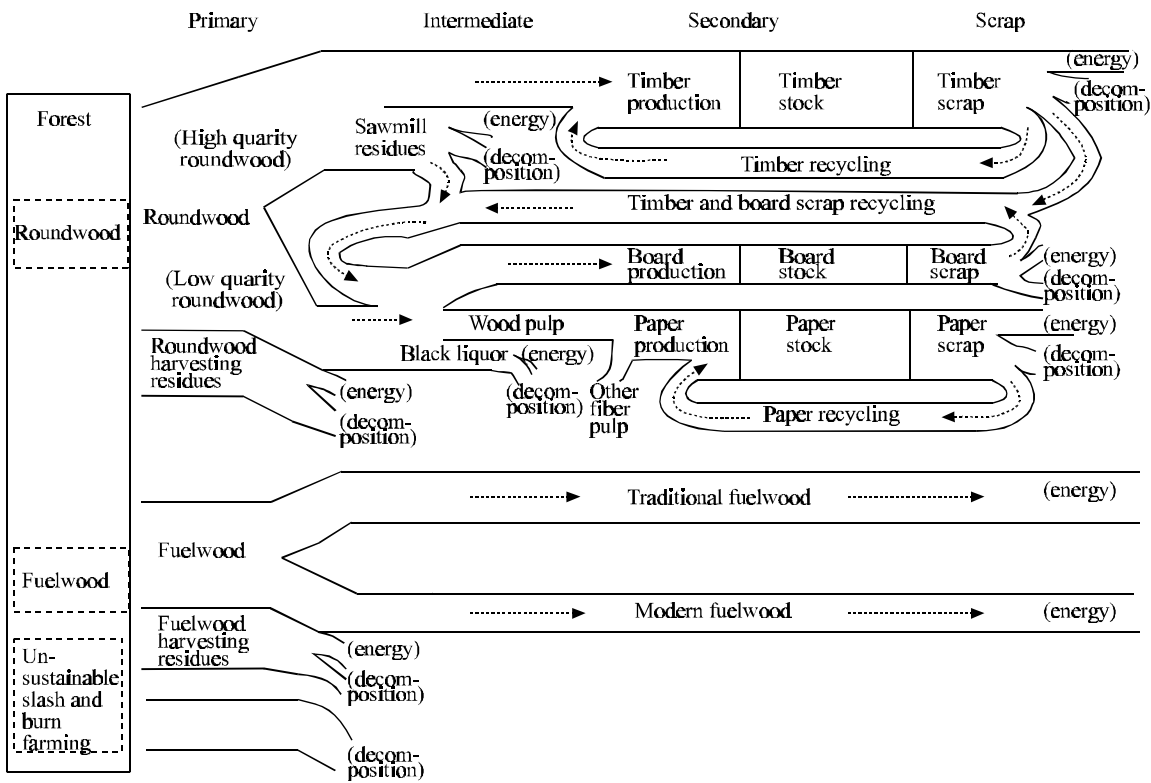 Primary
Intermediate
Secondary
Scrap
Forest
Roundwood
Fuelwood
Un-
sustainable
slash and
burn
farming
(High quarity
roundwood)
Roundwood
(Low quarity
roundwood)
Roundwood
harvesting
residues
(energy)
(decom-
position)
Sawmill
residues
(energy)
(decom-
position)
Timber
production
Timber
stock
Timber
scrap
(energy)
(decom-
position)
Timber recycling
Timber and board scrap recycling
Board
production
Board
stock
Board
scrap
(energy)
(decom-
position)
Wood pulp
Black liquor
(energy)
(decom-
position)
Other
fiber
pulp
Paper
production
Paper
stock
Paper
scrap
(energy)
(decom-
position)
Paper recycling
Traditional fuelwood
(energy)
Fuelwood
Modern fuelwood
(energy)
Fuelwood
harvesting
residues
(energy)
(decom-
position)
(decom-
position)